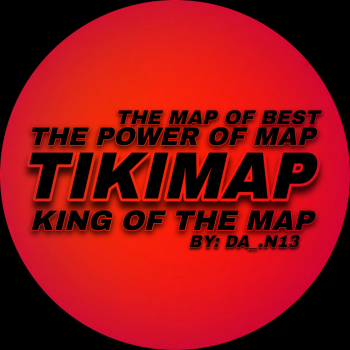 THE MAP OF BEST
THE POWER OF MAP
TIKIMAP
KING OF THE MAP
BY: DA_.N13